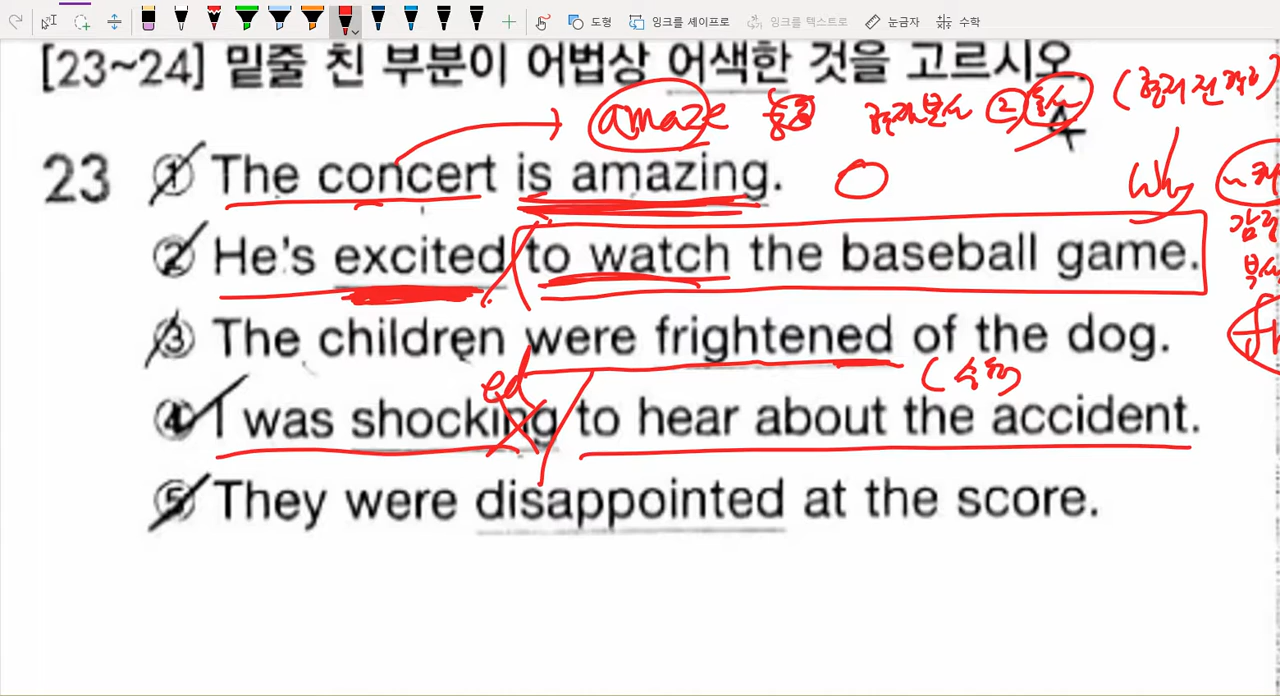 도형 잉크를 셰이프로 잉크를 텍스트로 눈금자 수학
[23~24] 밑줄 친 부분이 어법상 어색한 것을 고르시오.
amaze
23 ① The concert is amazing.
Why
② He's excited to watch the baseball game.
③ The children were frightened of the dog.
ed
④ I was shocking to hear about the accident.
⑤ They were disappointed at the score.